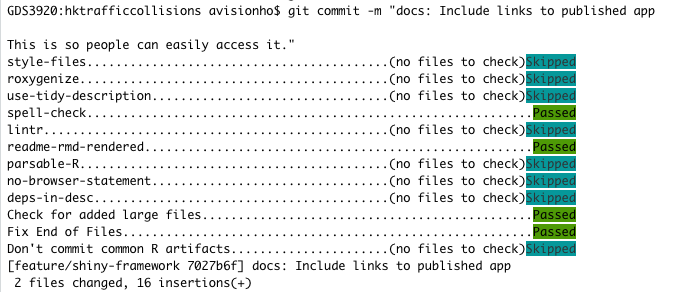 GDS3920:hktrafficcollisions avisionho$ git commit -m "docs: Include links to published app

This is so people can easily access it."
style-files..........................................(no files to check)Skipped
roxygenize...........................................(no files to check)Skipped
use-tidy-description.................................(no files to check)Skipped
spell-check..............................................................Passed
lintr................................................(no files to check)Skipped
readme-rmd-rendered......................................................Passed
parsable-R...........................................(no files to check)Skipped
no-browser-statement.................................(no files to check)Skipped
deps-in-desc.........................................(no files to check)Skipped
Check for added large files..............................................Passed
Fix End of Files.........................................................Passed
Don't commit common R artifacts......................(no files to check)Skipped
[feature/shiny-framework 7027b6f] docs: Include links to published app
 2 files changed, 16 insertions(+)